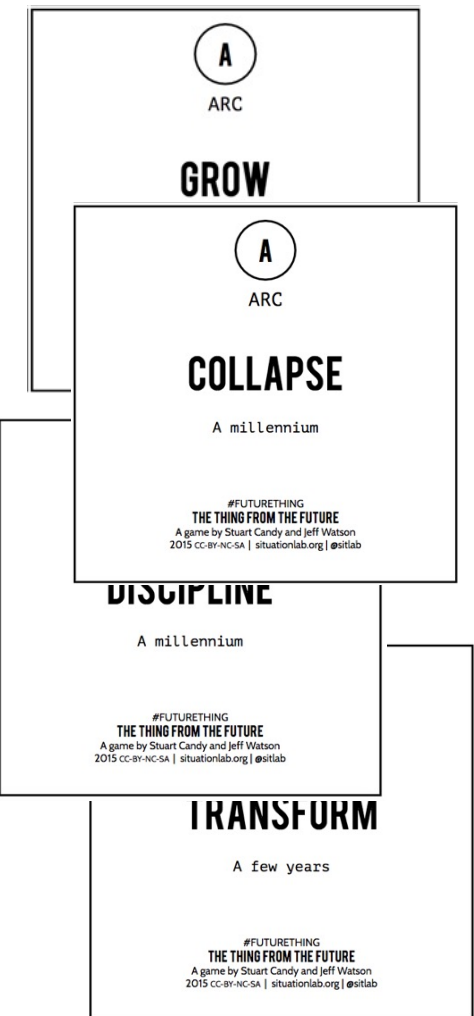 A
ARC
GROW
A
ARC
COLLAPSE
A millennium
#FUTURETHING
THE THING FROM THE FUTURE
A game by Stuart Candy and Jeff Watson
2015 CC-BY-NC-SA | situationlab.org | @sitlab
DISCIPLINE
A millennium
#FUTURETHING
THE THING FROM THE FUTURE
A game by Stuart Candy and Jeff Watson
2015 CC-BY-NC-SA | situationlab.org | @sitlab
TRANSFORM
A few years
#FUTURETHING
THE THING FROM THE FUTURE
A game by Stuart Candy and Jeff Watson
2015 CC-BY-NC-SA | situationlab.org | @sitlab